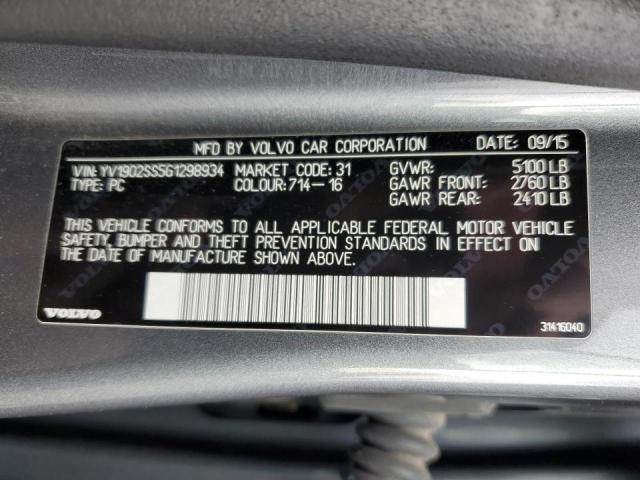 MFD BY VOLVO CAR CORPORATION DATE: 09/15
VIN: YV1902SS5G1298934 MARKET CODE: 31 GVWR: 5100 LB
TYPE: PC COLOUR: 714-16 GAWR FRONT: 2760 LB
GAWR REAR: 2410 LB
THIS VEHICLE CONFORMS TO ALL APPLICABLE FEDERAL MOTOR VEHICLE
SAFETY, BUMPER AND THEFT PREVENTION STANDARDS IN EFFECT ON
THE DATE OF MANUFACTURE SHOWN ABOVE.
VOLVO
31416040